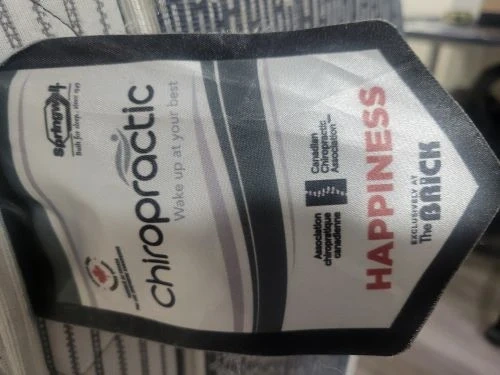 Springwall
Built for sleep, since 90
chiropractic
Wake up at your best
Association
chiropratique
canadienne
Canadian
Chiropractic
Association
HAPPINESS
EXCLUSIVELY AT
The BRICK